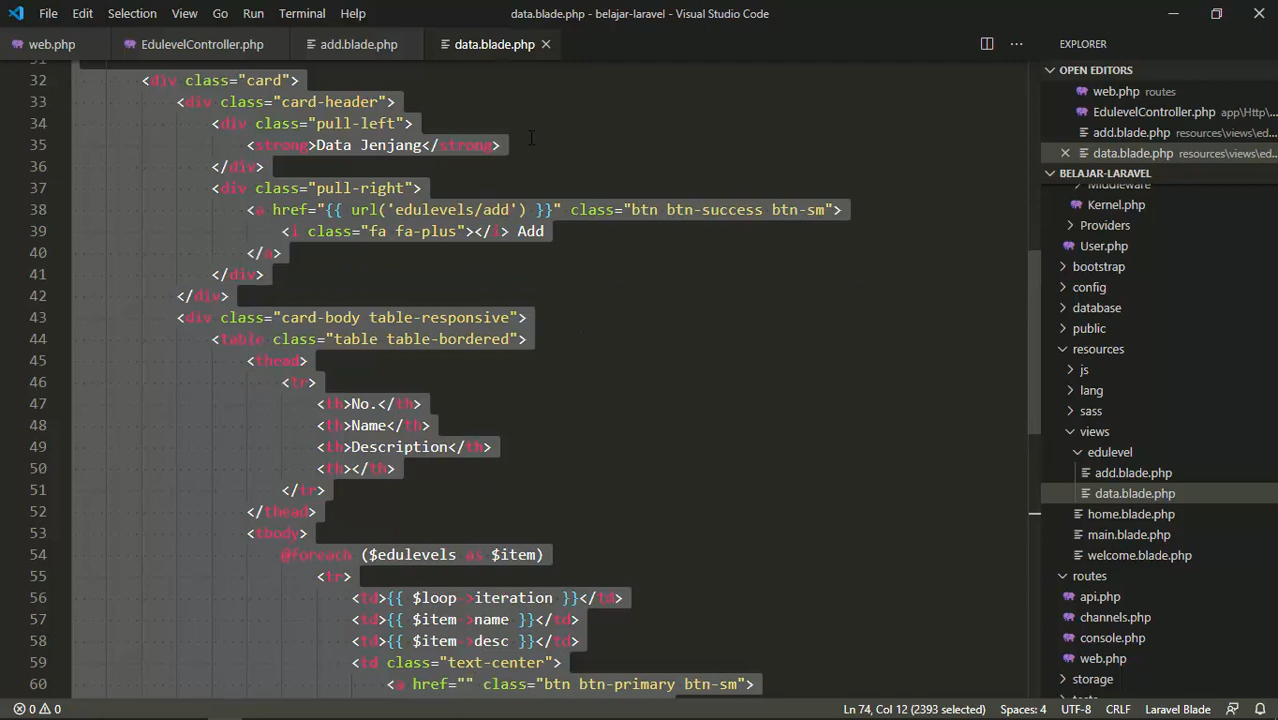 File Edit Selection View Go Run Terminal Help data.blade.php - belajar-laravel - Visual Studio Code
web.php EdulevelController.php add.blade.php data.blade.php
32 <div class="card">
33 <div class="card-header">
34 <div class="pull-left">
35 <strong>Data Jenjang</strong>
36 </div>
37 <div class="pull-right">
38 <a href="{{ url('edulevels/add') }}" class="btn btn-success btn-sm">
39 <i class="fa fa-plus"></i> Add
40 </a>
41 </div>
42 </div>
43 <div class="card-body table-responsive">
44 <table class="table table-bordered">
45 <thead>
46 <tr>
47 <th>No.</th>
48 <th>Name</th>
49 <th>Description</th>
50 <th></th>
51 </tr>
52 </thead>
53 <tbody>
54 @foreach ($edulevels as $item)
55 <tr>
56 <td>{{ $loop->iteration }}</td>
57 <td>{{ $item->name }}</td>
58 <td>{{ $item->desc }}</td>
59 <td class="text-center">
60 <a href="" class="btn btn-primary btn-sm">
EXPLORER
OPEN EDITORS
web.php routes
EdulevelController.php app\Http\...
add.blade.php resources\views\ed...
data.blade.php resources\views\ed...
BELAJAR-LARAVEL
Middleware
Kernel.php
Providers
User.php
bootstrap
config
database
public
resources
js
lang
sass
views
edulevel
add.blade.php
data.blade.php
home.blade.php
main.blade.php
welcome.blade.php
routes
api.php
channels.php
console.php
web.php
storage
0 0 Ln 74, Col 12 (2393 selected) Spaces: 4 UTF-8 CRLF Laravel Blade